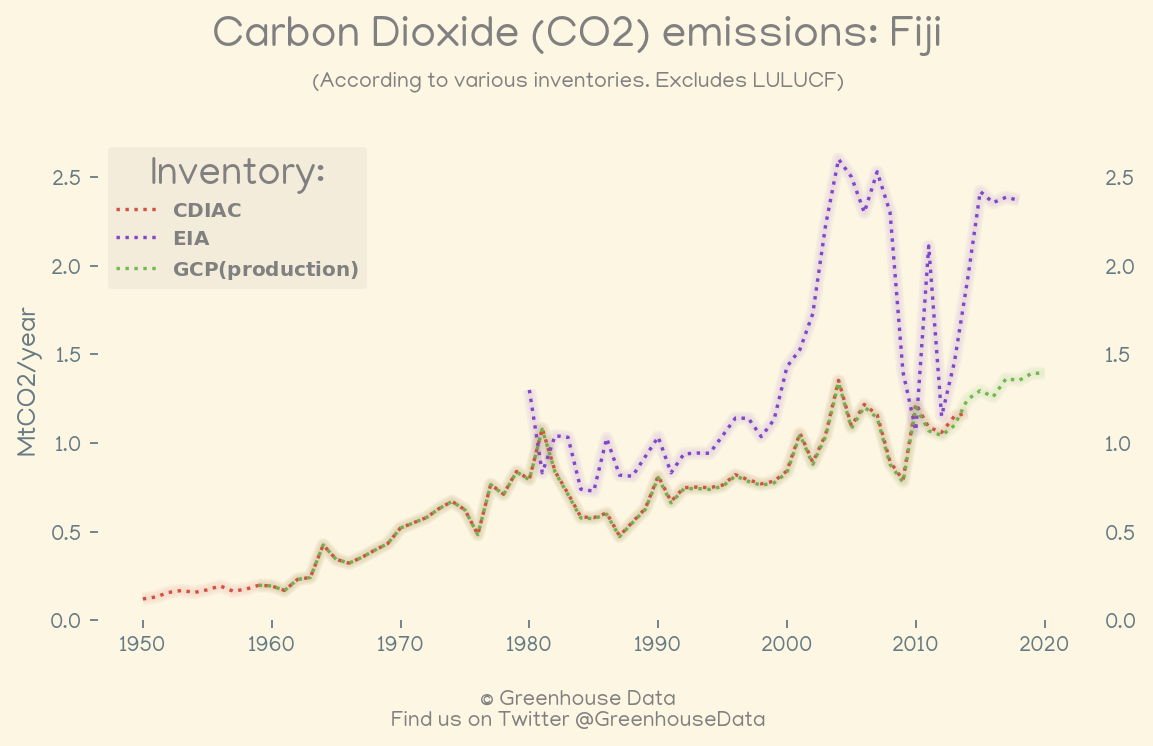 Carbon Dioxide (CO2) emissions: Fiji
(According to various inventories. Excludes LULUCF)
Inventory:
CDIAC
EIA
GCP(production)
MtCO2/year
2.5
2.0
1.5
1.0
0.5
0.0
2.5
2.0
1.5
1.0
0.5
0.0
1950 1960 1970 1980 1990 2000 2010 2020
© Greenhouse Data
Find us on Twitter @GreenhouseData